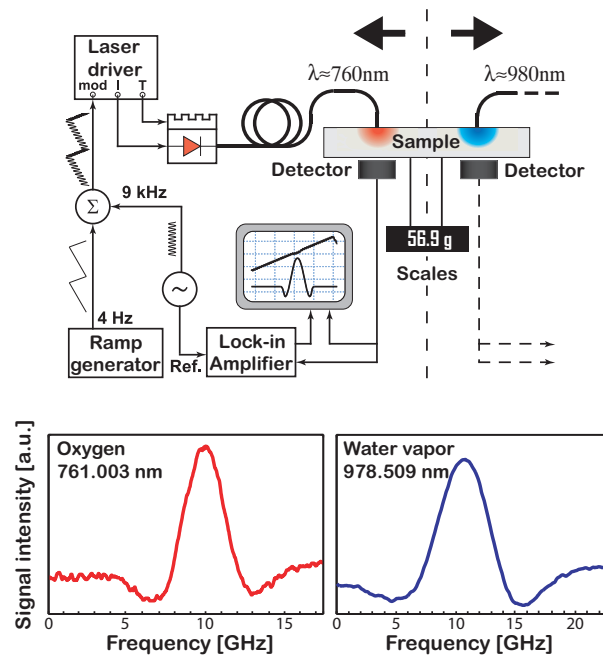 Laser
driver
mod I T
λ≈760nm
λ≈980nm
Sample
Detector
Detector
9 kHz
Σ
56.9 g
Scales
~
4 Hz
Ramp
generator
Ref.
Lock-in
Amplifier
Signal intensity [a.u.]
Oxygen
761.003 nm
0 5 10 15
Frequency [GHz]
Water vapor
978.509 nm
0 5 10 15 20
Frequency [GHz]